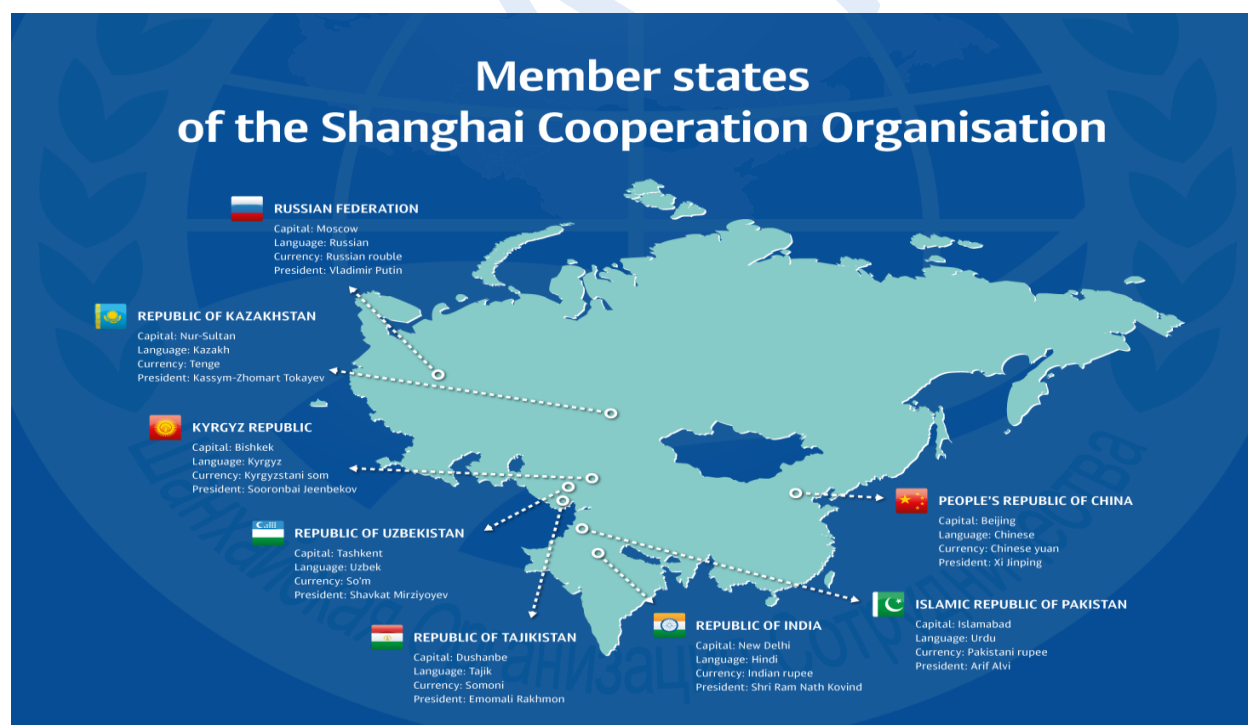 Member states
of the Shanghai Cooperation Organisation
RUSSIAN FEDERATION
Capital: Moscow
Language: Russian
Currency: Russian rouble
President: Vladimir Putin
REPUBLIC OF KAZAKHSTAN
Capital: Nur-Sultan
Language: Kazakh
Currency: Tenge
President: Kassym-Zhomart Tokayev
KYRGYZ REPUBLIC
Capital: Bishkek
Language: Kyrgyz
Currency: Kyrgyzstani som
President: Sooronbai Jeenbekov
REPUBLIC OF UZBEKISTAN
Capital: Tashkent
Language: Uzbek
Currency: So'm
President: Shavkat Mirziyoyev
REPUBLIC OF TAJIKISTAN
Capital: Dushanbe
Language: Tajik
Currency: Somoni
President: Emomali Rakhmon
REPUBLIC OF INDIA
Capital: New Delhi
Language: Hindi
Currency: Indian rupee
President: Shri Ram Nath Kovind
ISLAMIC REPUBLIC OF PAKISTAN
Capital: Islamabad
Language: Urdu
Currency: Pakistani rupee
President: Arif Alvi
PEOPLE'S REPUBLIC OF CHINA
Capital: Beijing
Language: Chinese
Currency: Chinese yuan
President: Xi Jinping